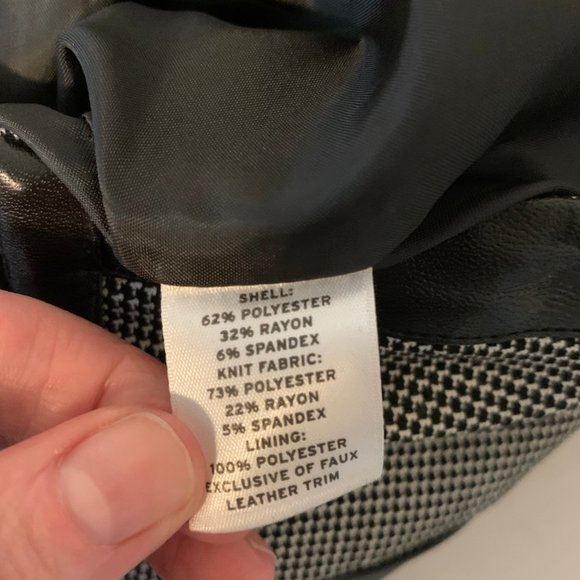 SHELL:
62% POLYESTER
32% RAYON
6% SPANDEX
KNIT FABRIC:
73% POLYESTER
22% RAYON
5% SPANDEX
LINING:
100% POLYESTER
EXCLUSIVE OF FAUX
LEATHER TRIM